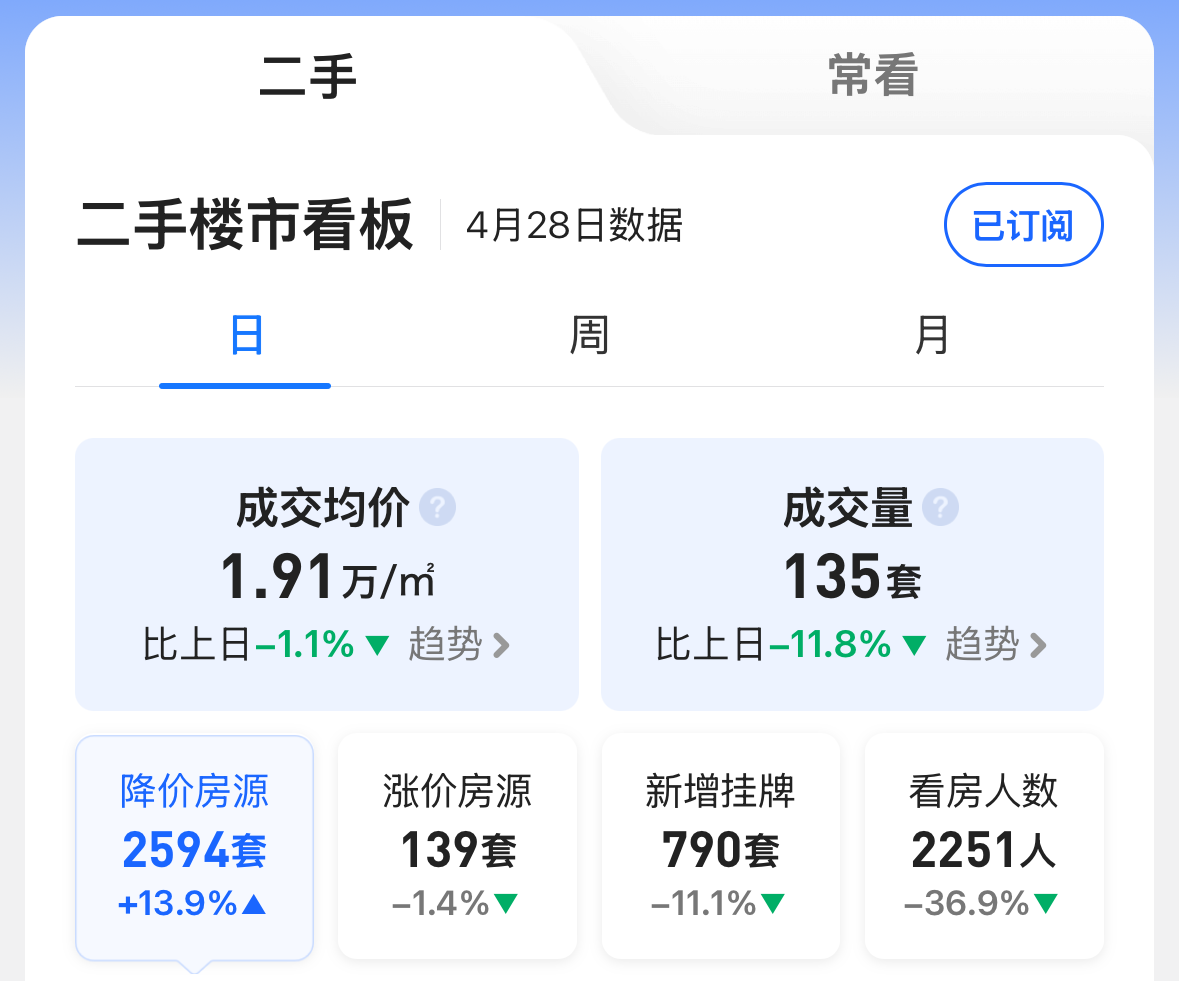 二手 常看
二手楼市看板 4月28日数据 已订阅
日 周 月
成交均价 ? 成交量 ?
1.91万/㎡ 135套
比上日-1.1%▼ 趋势 > 比上日-11.8%▼ 趋势 >
降价房源 涨价房源 新增挂牌 看房人数
2594套 139套 790套 2251人
+13.9%▲ -1.4%▼ -11.1%▼ -36.9%▼